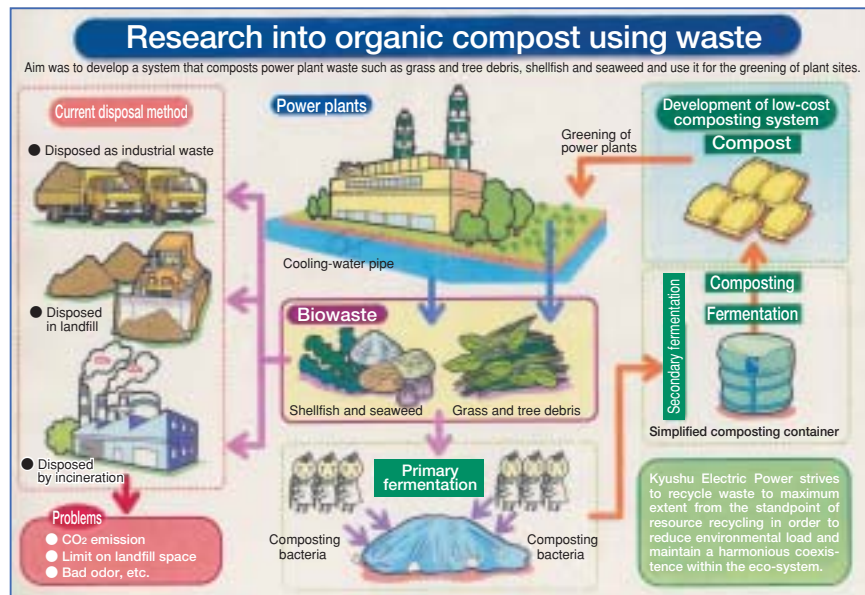 Research into organic compost using waste
Aim was to develop a system that composts power plant waste such as grass and tree debris, shellfish and seaweed and use it for the greening of plant sites.
Current disposal method
● Disposed as industrial waste
● Disposed
in landfill
● Disposed
by incineration
Problems
● CO₂ emission
● Limit on landfill space
● Bad odor, etc.
Power plants
Cooling-water pipe
Greening of
power plants
Biowaste
Shellfish and seaweed
Grass and tree debris
Primary
fermentation
Composting
bacteria
Composting
bacteria
Development of low-cost
composting system
Compost
Composting
Fermentation
Secondary fermentation
Simplified composting container
Kyushu Electric Power strives
to recycle waste to maximum
extent from the standpoint of
resource recycling in order to
reduce environmental load and
maintain a harmonious coexis-
tence within the eco-system.